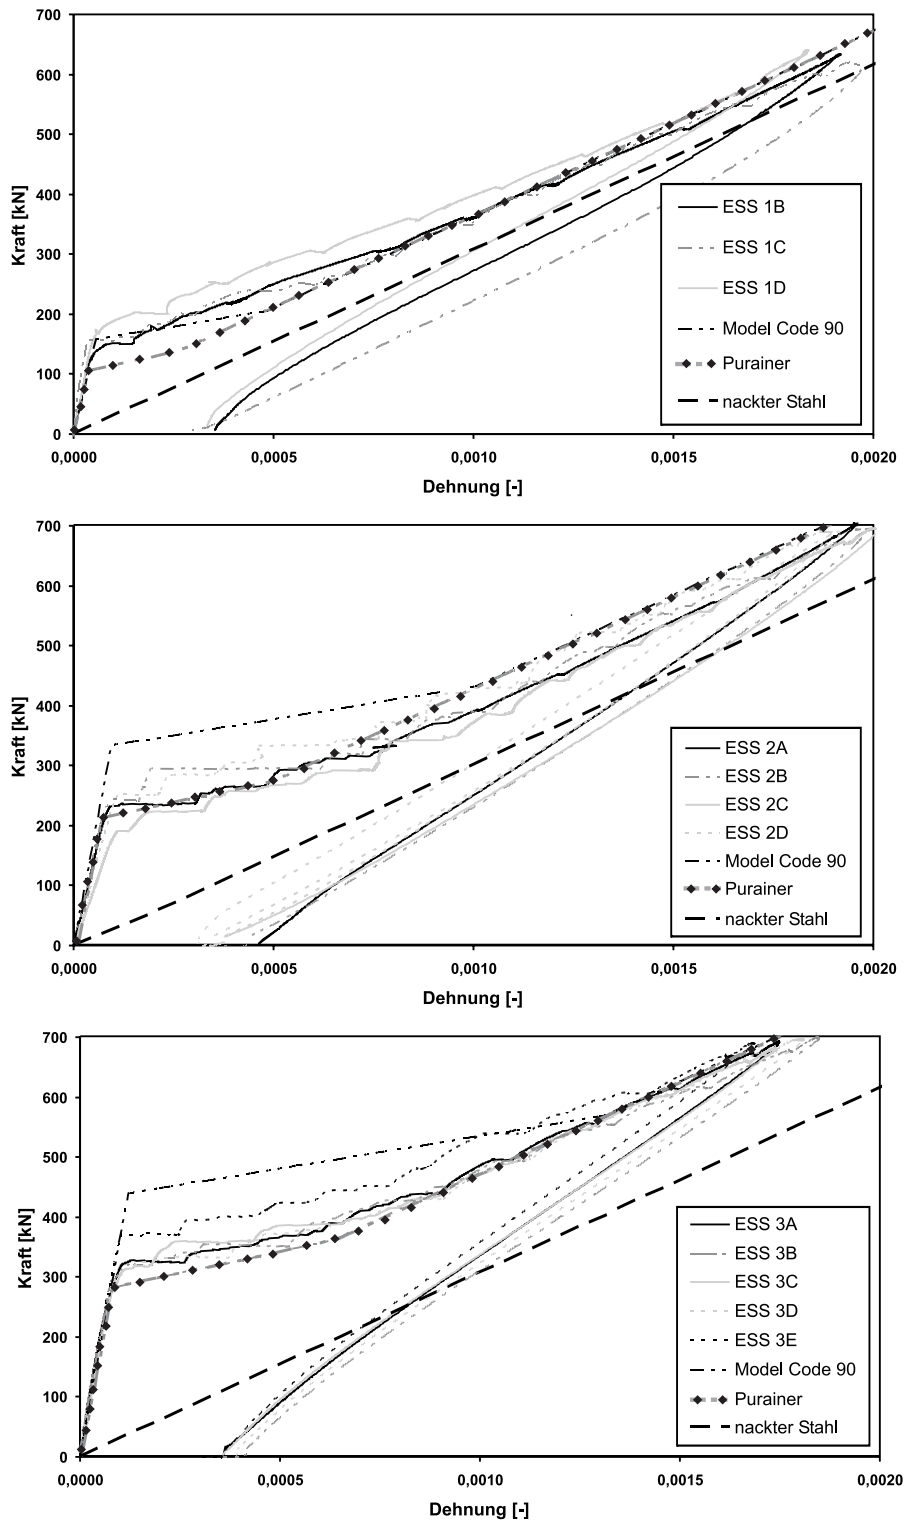 700
600
500
400
300
200
100
0
Kraft [kN]
0,0000
0,0005
0,0010
0,0015
0,0020
Dehnung [-]
ESS 1B
ESS 1C
ESS 1D
Model Code 90
Purainer
nackter Stahl
700
600
500
400
300
200
100
0
Kraft [kN]
0,0000
0,0005
0,0010
0,0015
0,0020
Dehnung [-]
ESS 2A
ESS 2B
ESS 2C
ESS 2D
Model Code 90
Purainer
nackter Stahl
700
600
500
400
300
200
100
0
Kraft [kN]
0,0000
0,0005
0,0010
0,0015
0,0020
Dehnung [-]
ESS 3A
ESS 3B
ESS 3C
ESS 3D
ESS 3E
Model Code 90
Purainer
nackter Stahl